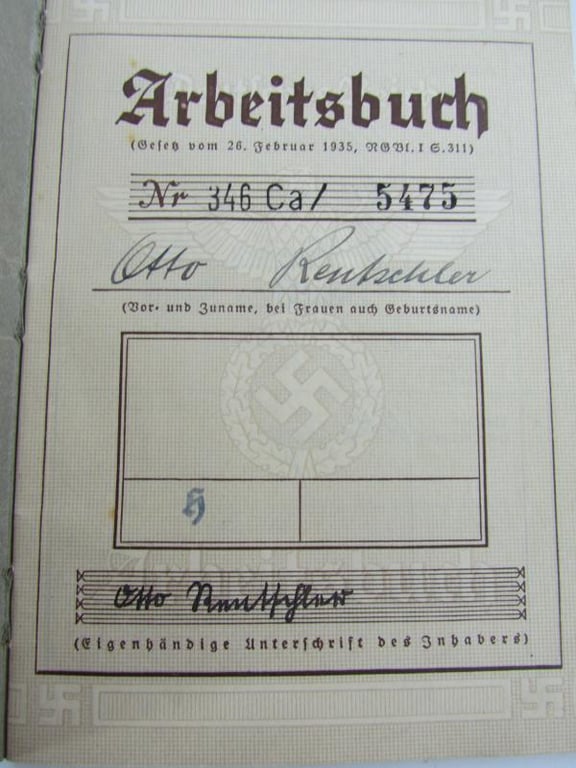 Arbeitsbuch
(Gesetz vom 26. Februar 1935, RGBl. I S. 311)
Nr 346 Ca/ 5475
Otto Rentschler
(Vor- und Zuname, bei Frauen auch Geburtsname)
H
Otto Rentschler
(Eigenhändige Unterschrift des Inhabers)